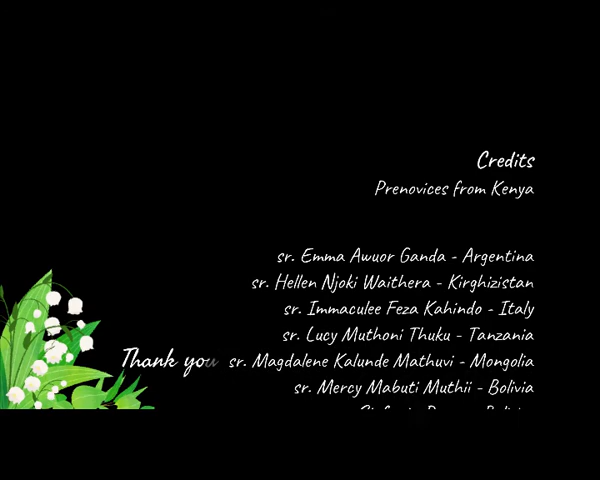 Credits
Prenovices from Kenya
sr. Emma Awuor Ganda - Argentina
sr. Hellen Njoki Waithera - Kirghizistan
sr. Immaculee Feza Kahindo - Italy
sr. Lucy Muthoni Thuku - Tanzania
Thank you
sr. Magdalene Kalunde Mathuvi - Mongolia
sr. Mercy Mabuti Muthii - Bolivia